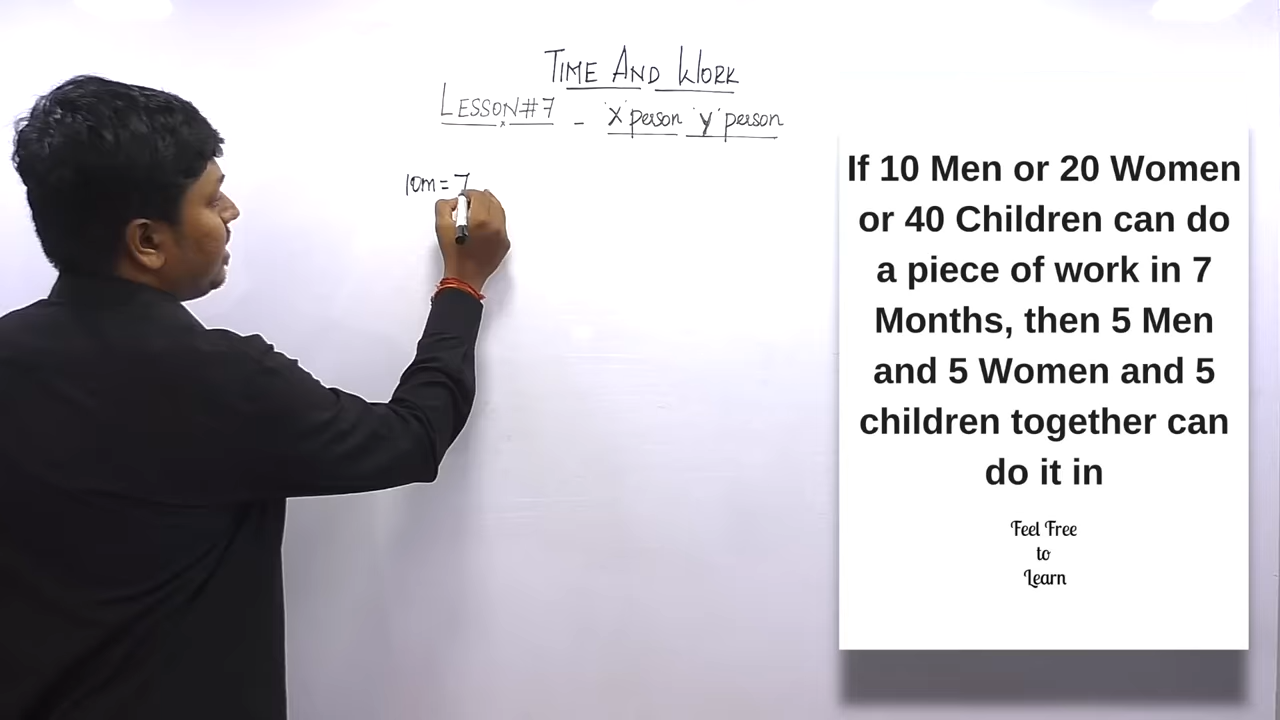 TIME AND WORK
LESSON#7 - 'x' person 'y' person
10m = 7
If 10 Men or 20 Women
or 40 Children can do
a piece of work in 7
Months, then 5 Men
and 5 Women and 5
children together can
do it in
Feel Free
to
Learn